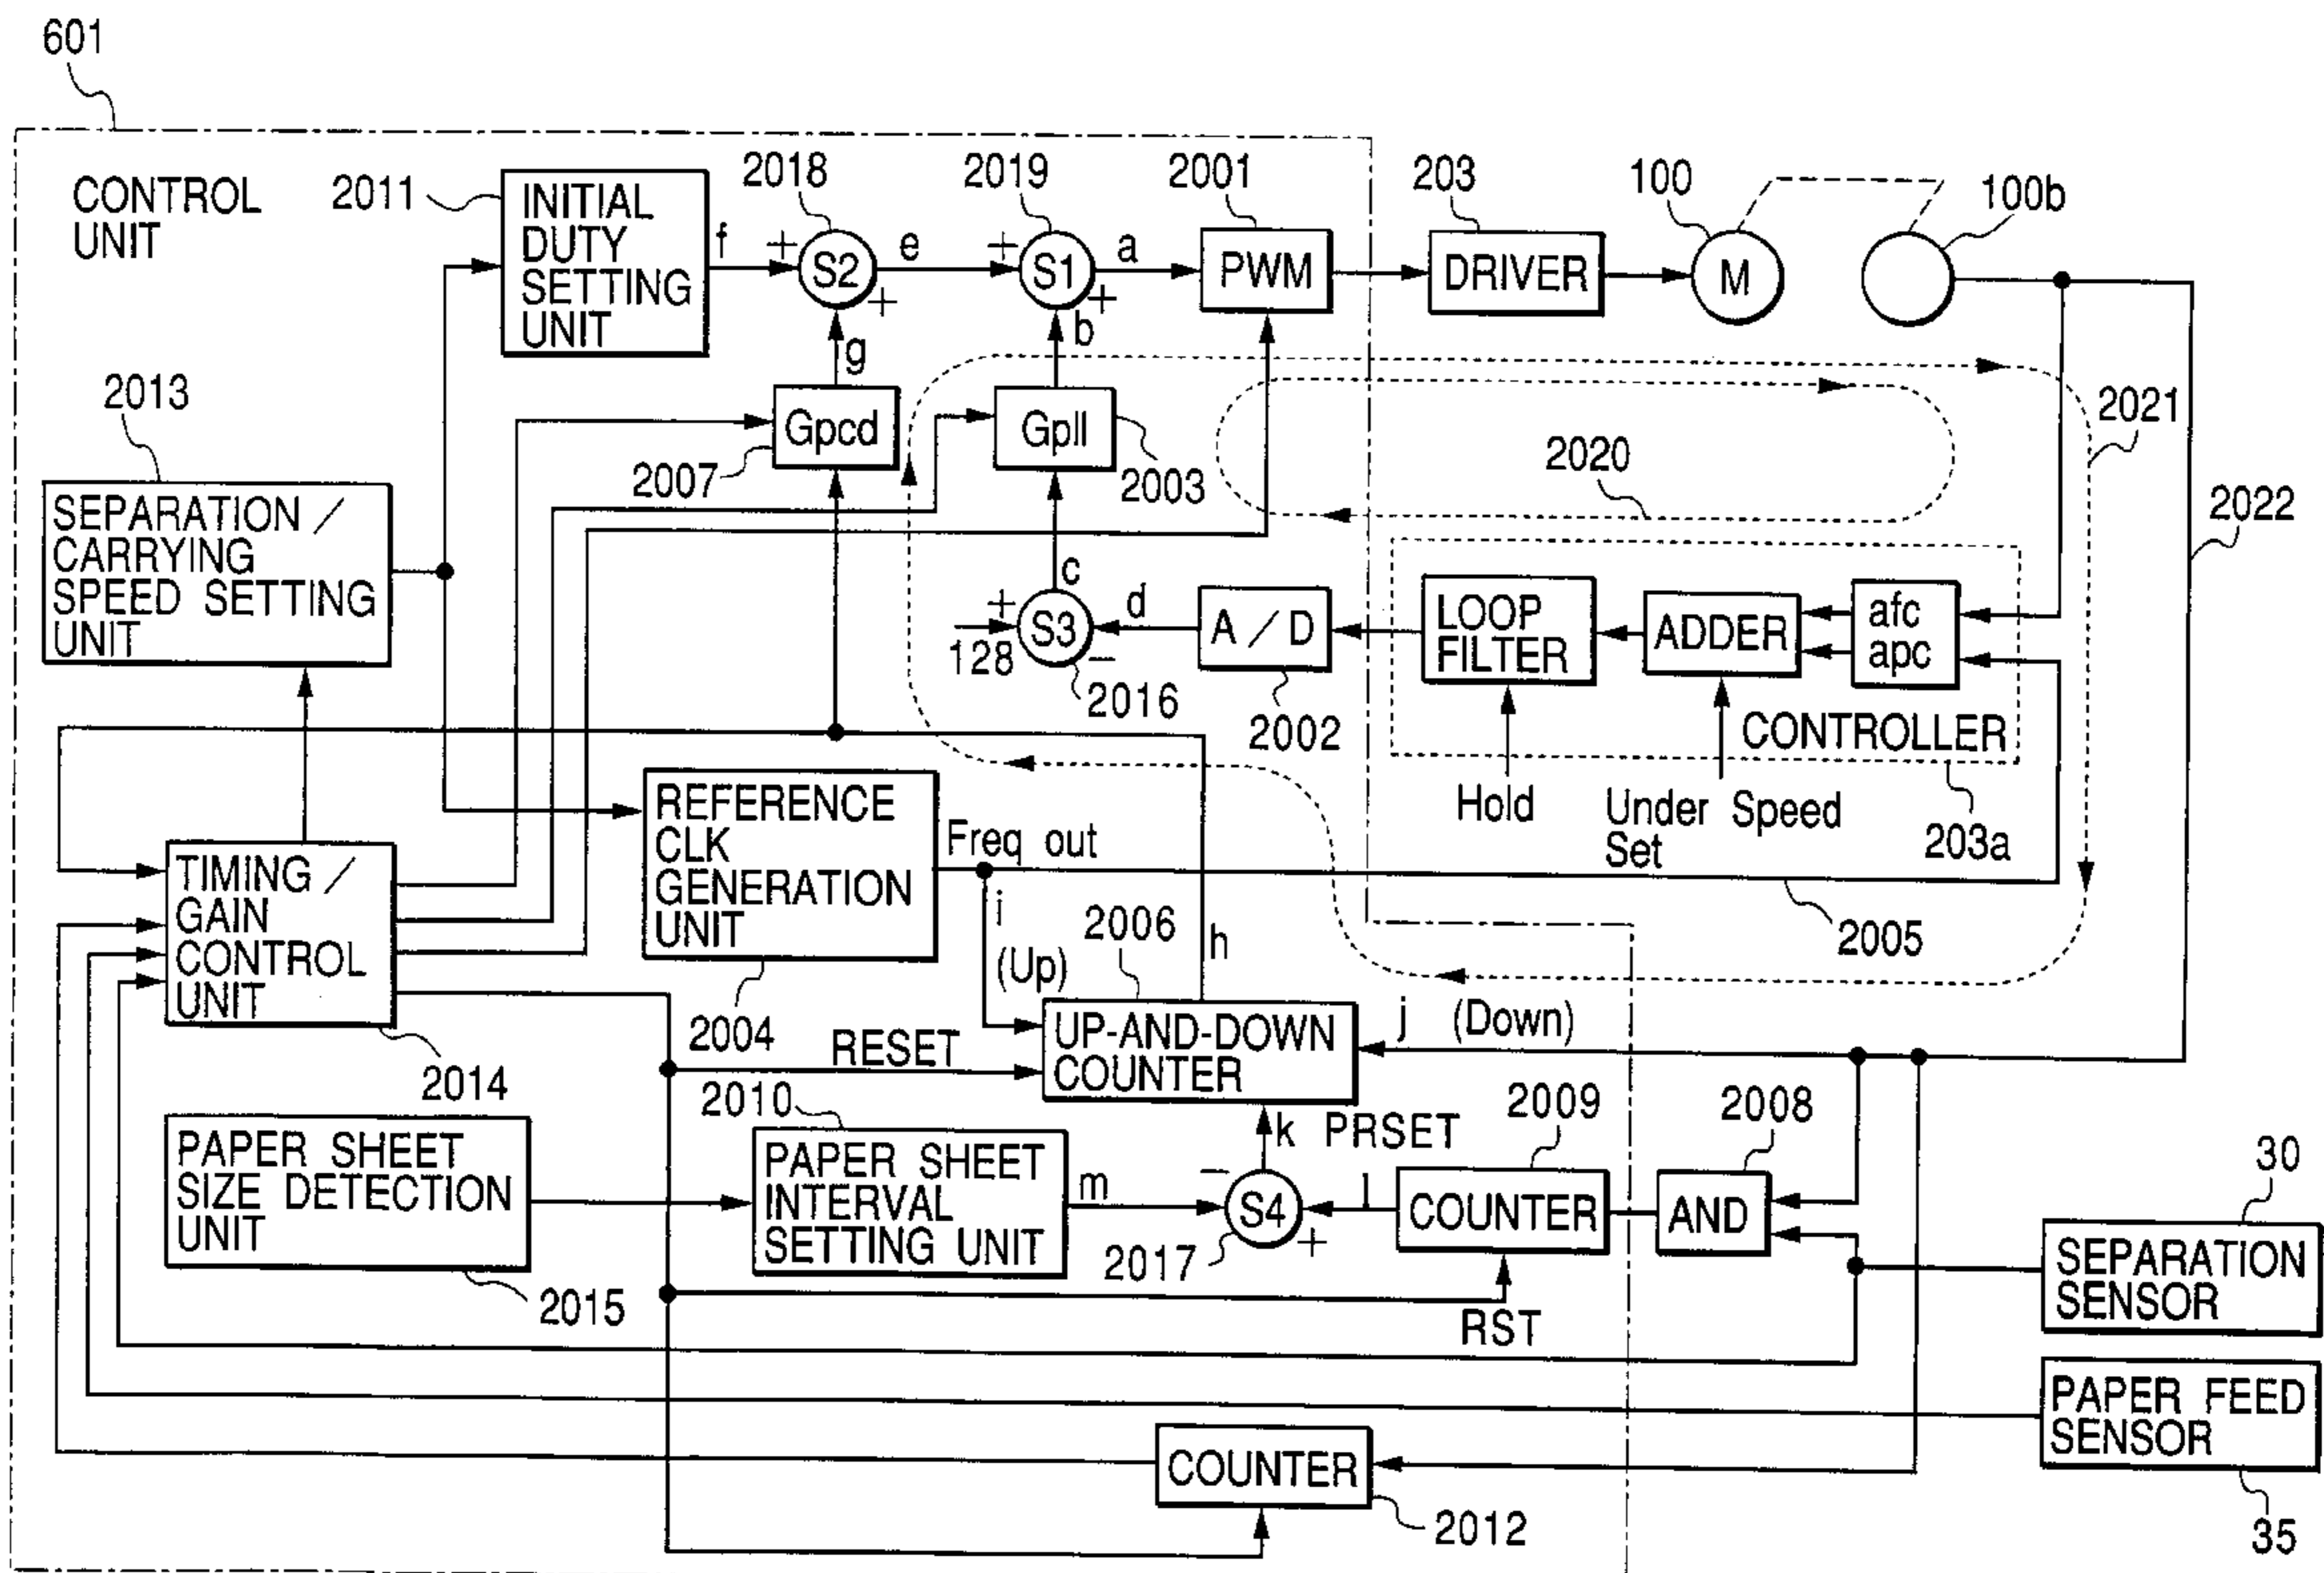 601
CONTROL
UNIT
2011
INITIAL
DUTY
SETTING
UNIT
f
+
2018
S2
+
e
g
2019
+
S1
+
a
b
2001
PWM
203
DRIVER
100
M
100b
2013
SEPARATION /
CARRYING
SPEED SETTING
UNIT
Gpcd
2007
Gpll
2003
2020
2021
2022
c
+
128
S3
−
2016
d
A / D
2002
LOOP
FILTER
ADDER
afc
apc
CONTROLLER
Hold
Under Speed
Set
203a
TIMING /
GAIN
CONTROL
UNIT
2014
REFERENCE
CLK
GENERATION
UNIT
2004
Freq out
i
(Up)
2006
h
2005
RESET
UP-AND-DOWN
COUNTER
j (Down)
PAPER SHEET
SIZE DETECTION
UNIT
2015
2010
PAPER SHEET
INTERVAL
SETTING UNIT
m
k PRSET
−
S4
+
2017
l
2009
COUNTER
RST
2008
AND
30
SEPARATION
SENSOR
PAPER FEED
SENSOR
35
COUNTER
2012